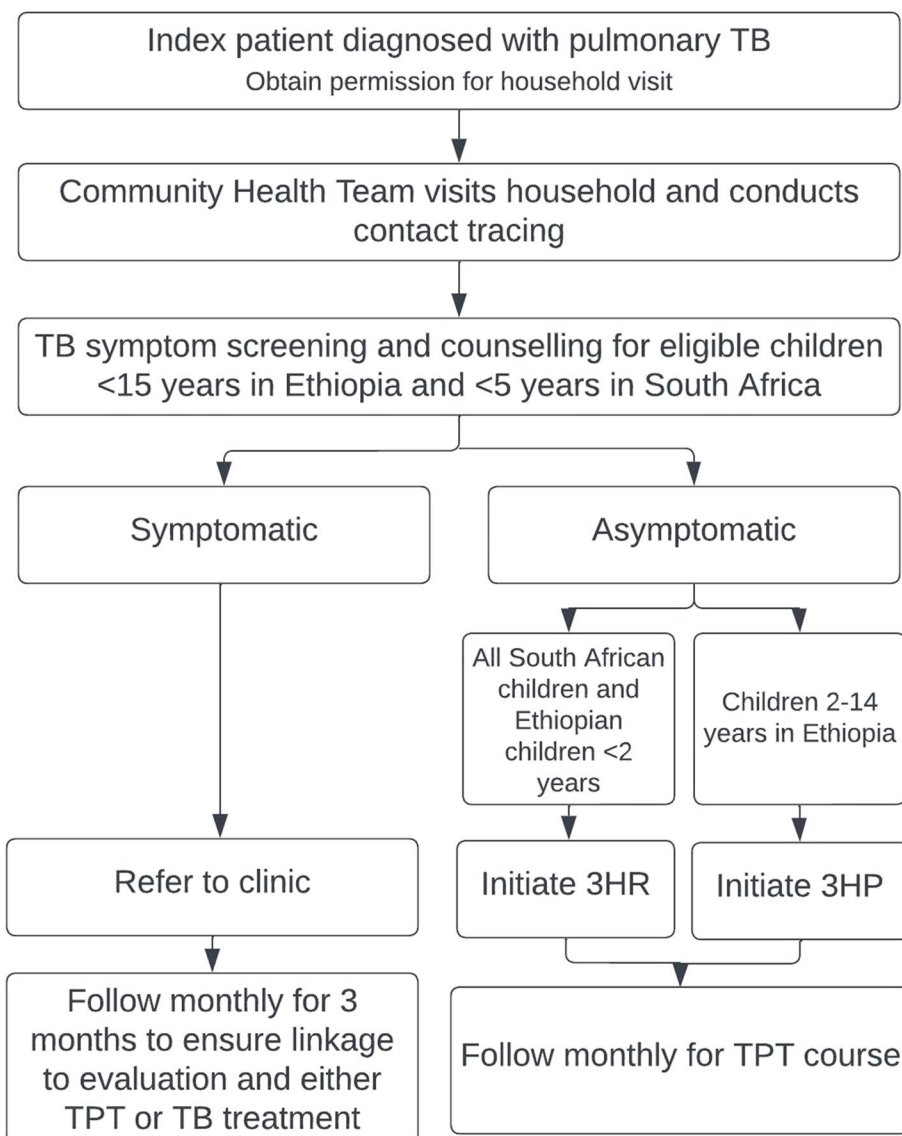 Index patient diagnosed with pulmonary TB
Obtain permission for household visit
Community Health Team visits household and conducts
contact tracing
TB symptom screening and counselling for eligible children
<15 years in Ethiopia and <5 years in South Africa
Symptomatic
Asymptomatic
All South African
children and
Ethiopian
children <2
years
Children 2-14
years in Ethiopia
Refer to clinic
Initiate 3HR
Initiate 3HP
Follow monthly for 3
months to ensure linkage
to evaluation and either
TPT or TB treatment
Follow monthly for TPT course